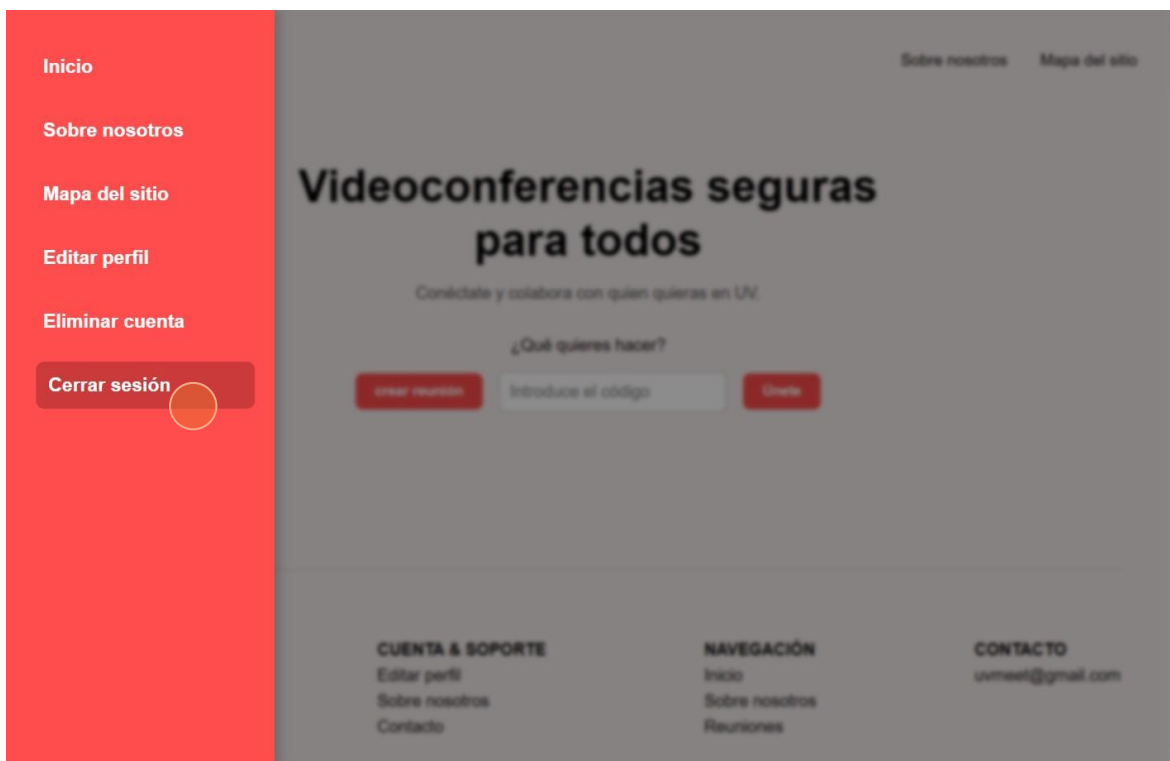 Inicio
Sobre nosotros
Mapa del sitio
Editar perfil
Eliminar cuenta
Cerrar sesión
Sobre nosotros
Mapa del sitio
Videoconferencias seguras
para todos
Conéctate y colabora con quien quieras en UV.
¿Qué quieres hacer?
crear reunión
Introduce el código
Únete
CUENTA & SOPORTE
Editar perfil
Sobre nosotros
Contacto
NAVEGACIÓN
Inicio
Sobre nosotros
Reuniones
CONTACTO
uvmeet@gmail.com